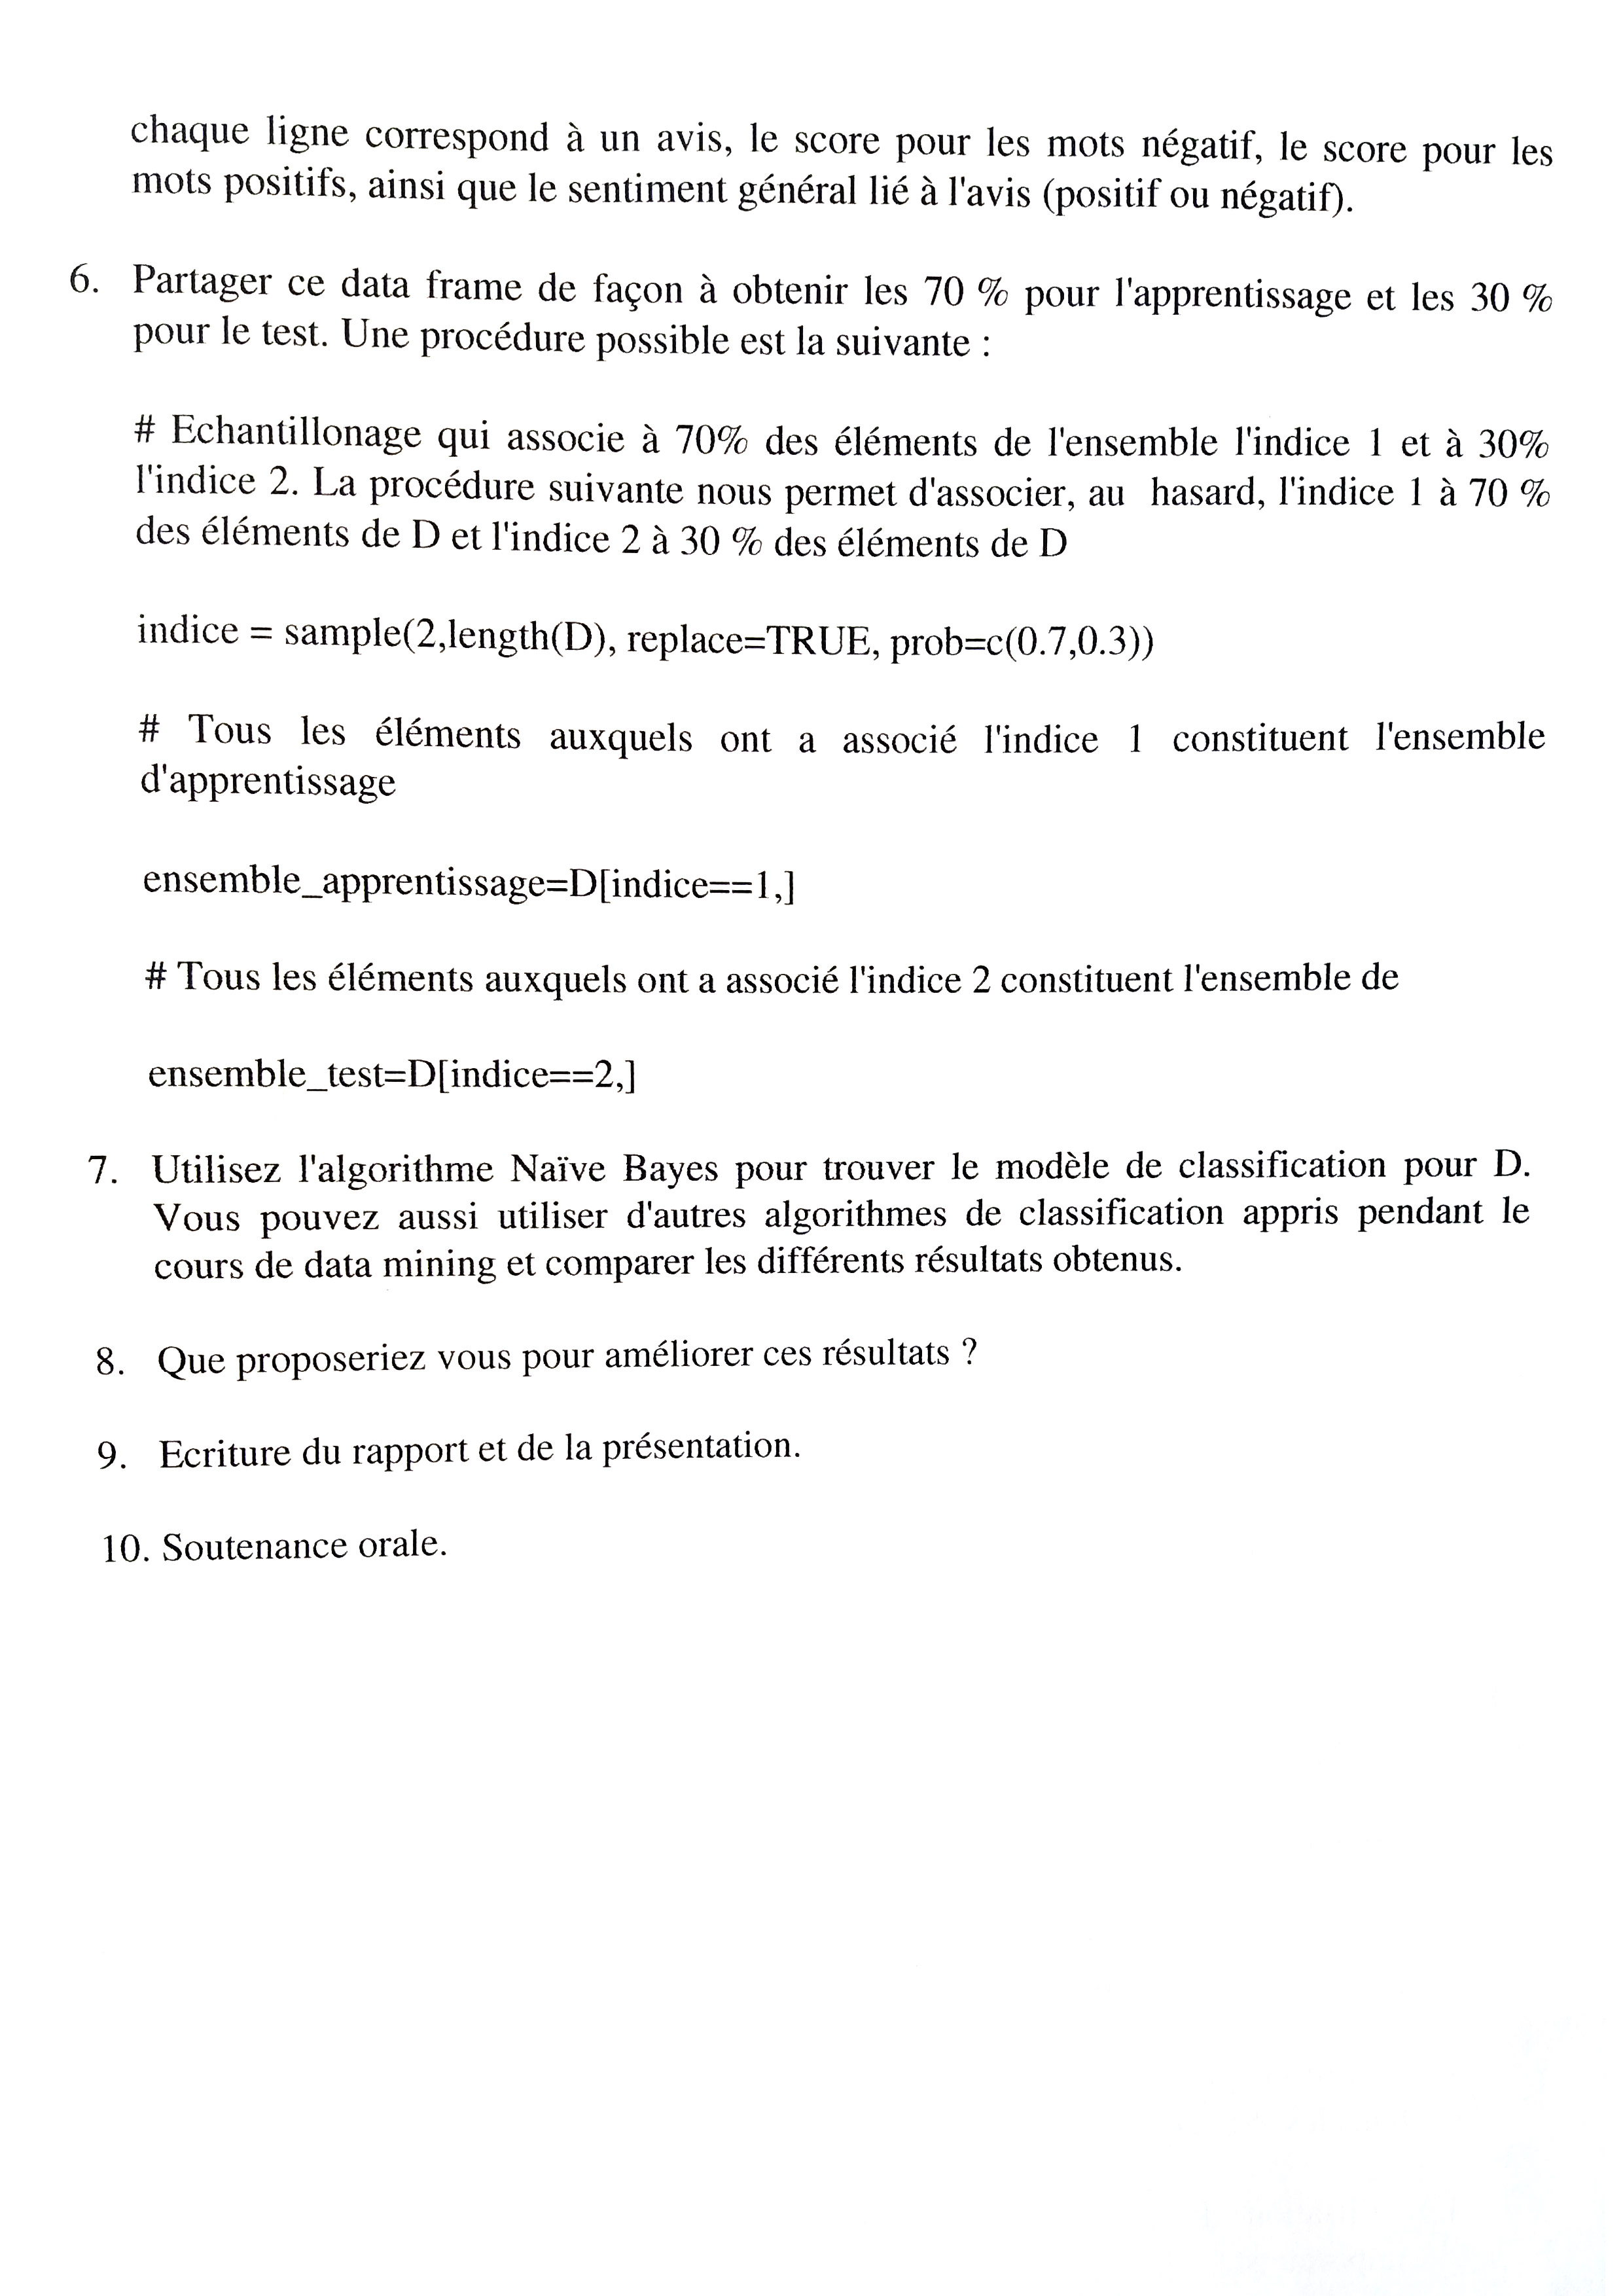 chaque ligne correspond à un avis, le score pour les mots négatif, le score pour les
mots positifs, ainsi que le sentiment général lié à l'avis (positif ou négatif).
6. Partager ce data frame de façon à obtenir les 70 % pour l'apprentissage et les 30 %
pour le test. Une procédure possible est la suivante :
# Echantillonage qui associe à 70% des éléments de l'ensemble l'indice 1 et à 30%
l'indice 2. La procédure suivante nous permet d'associer, au hasard, l'indice 1 à 70 %
des éléments de D et l'indice 2 à 30 % des éléments de D
indice = sample(2,length(D), replace=TRUE, prob=c(0.7,0.3))
# Tous les éléments auxquels ont a associé l'indice 1 constituent l'ensemble
d'apprentissage
ensemble_apprentissage=D[indice==1,]
# Tous les éléments auxquels ont a associé l'indice 2 constituent l'ensemble de
ensemble_test=D[indice==2,]
7. Utilisez l'algorithme Naïve Bayes pour trouver le modèle de classification pour D.
Vous pouvez aussi utiliser d'autres algorithmes de classification appris pendant le
cours de data mining et comparer les différents résultats obtenus.
8. Que proposeriez vous pour améliorer ces résultats ?
9. Ecriture du rapport et de la présentation.
10. Soutenance orale.